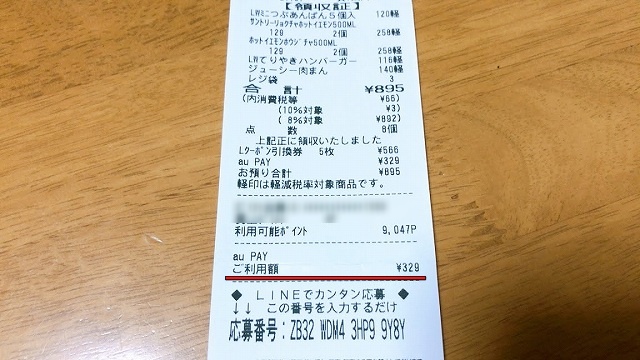 【領収証】
LWミニつぶあんぱん5個入 120軽
サントリーリョクチャホットイエモン500ML
129 2個 258軽
ホットイエモンホウジチャ500ML
129 2個 258軽
LWてりやきハンバーガー 116軽
ジューシー肉まん 140軽
レジ袋 3
合計 ¥895
(内消費税等 ¥66)
(10%対象 ¥3)
( 8%対象 ¥892)
点数 8個
上記正に領収いたしました
Lクーポン引換券 5枚 ¥566
au PAY ¥329
お預り合計 ¥895
軽印は軽減税率対象商品です。
利用可能ポイント 9,047P
au PAY
ご利用額 ¥329
◆ LINEでカンタン応募 ◆
↓↓ この番号を入力するだけ
応募番号：ZB32 WDM4 3HP9 9Y8Y